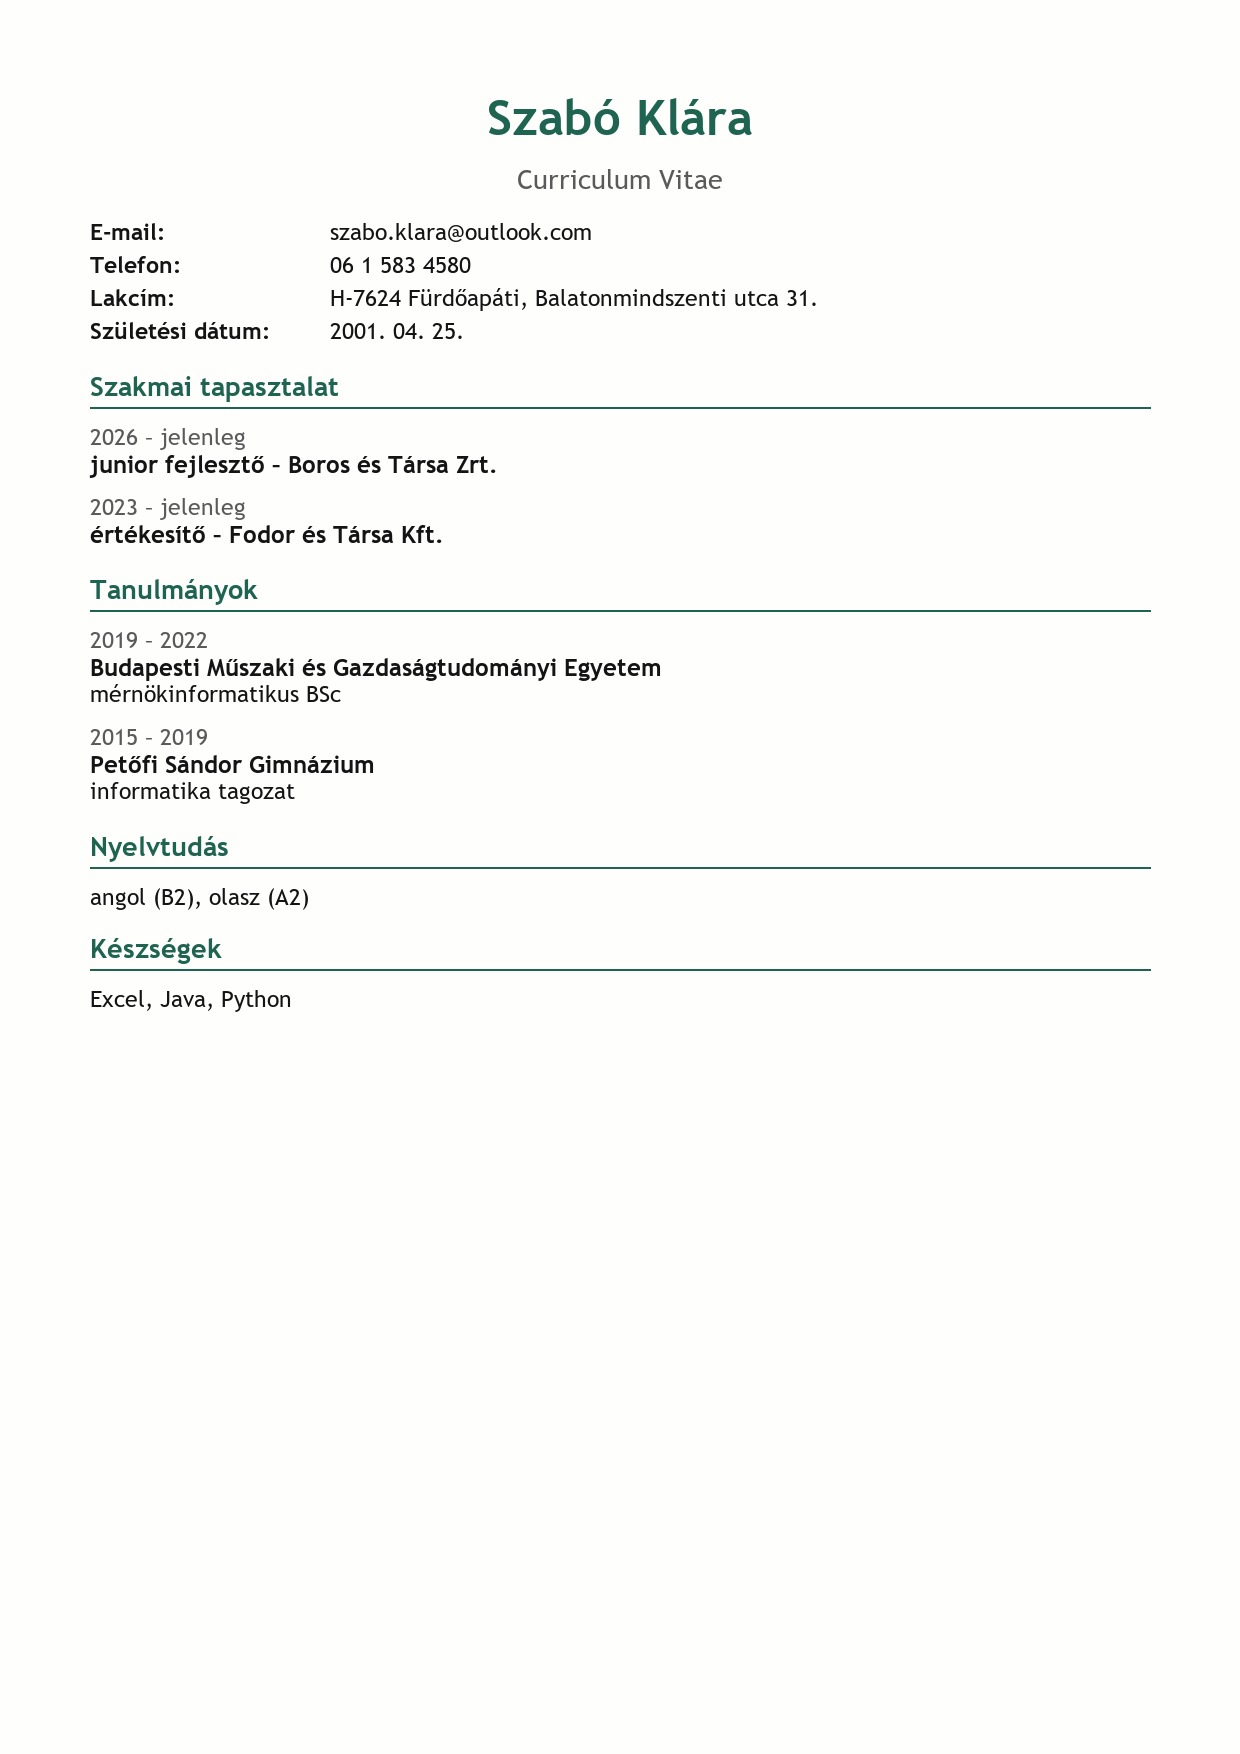 Szabó Klára
Curriculum Vitae
E-mail: szabo.klara@outlook.com
Telefon: 06 1 583 4580
Lakcím: H-7624 Fürdőapáti, Balatonmindszenti utca 31.
Születési dátum: 2001. 04. 25.
Szakmai tapasztalat
2026 – jelenleg
junior fejlesztő – Boros és Társa Zrt.
2023 – jelenleg
értékesítő – Fodor és Társa Kft.
Tanulmányok
2019 – 2022
Budapesti Műszaki és Gazdaságtudományi Egyetem
mérnökinformatikus BSc
2015 – 2019
Petőfi Sándor Gimnázium
informatika tagozat
Nyelvtudás
angol (B2), olasz (A2)
Készségek
Excel, Java, Python